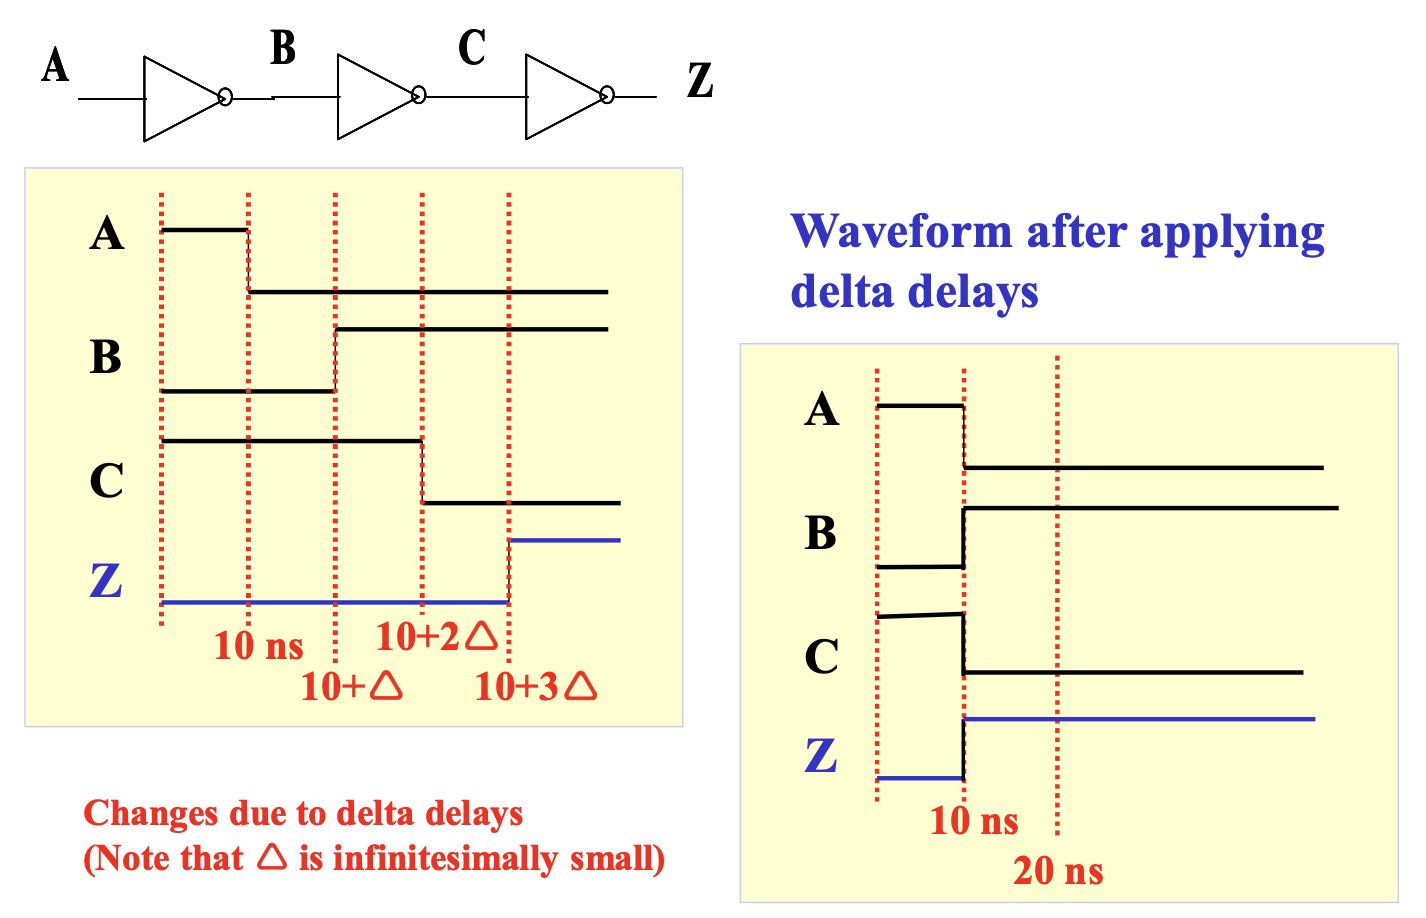 A
B
C
Z
A
B
C
Z
10 ns
10+2△
10+△
10+3△
Changes due to delta delays
(Note that △ is infinitesimally small)
Waveform after applying
delta delays
A
B
C
Z
10 ns
20 ns